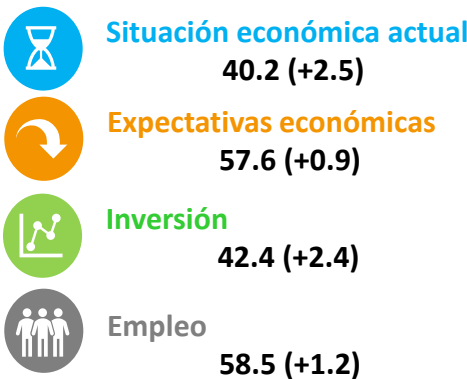 Situación económica actual
40.2 (+2.5)
Expectativas económicas
57.6 (+0.9)
Inversión
42.4 (+2.4)
Empleo
58.5 (+1.2)